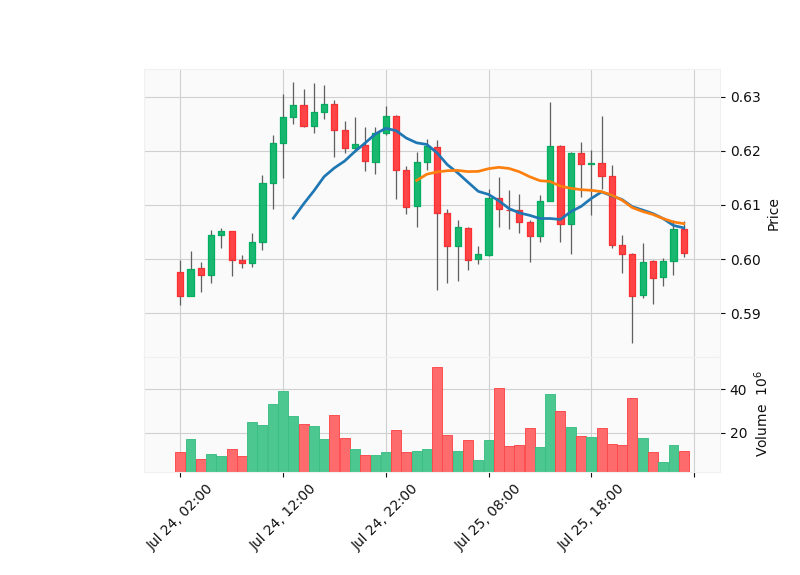 0.63
0.62
0.61
0.60
0.59
Price
40
20
Volume 10^6
Jul 24, 02:00
Jul 24, 12:00
Jul 24, 22:00
Jul 25, 08:00
Jul 25, 18:00